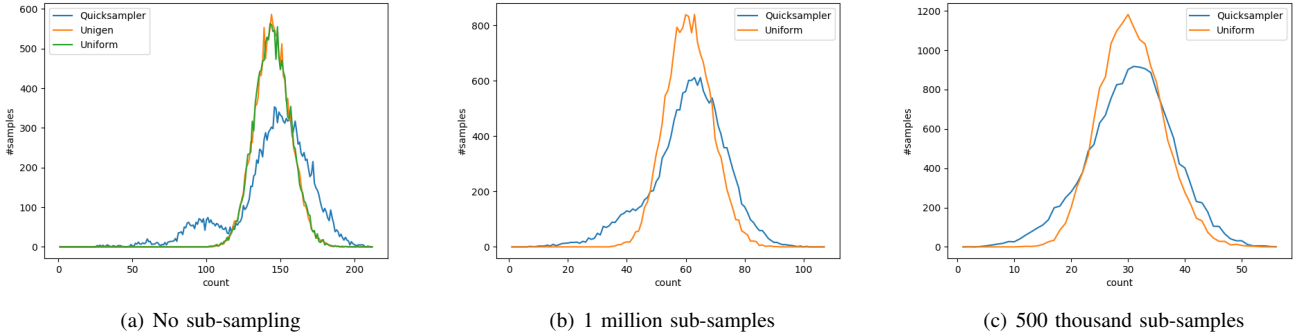 Quicksampler
Unigen
Uniform
600
500
400
300
200
100
0
#samples
0 50 100 150 200
count
(a) No sub-sampling
Quicksampler
Uniform
800
600
400
200
0
#samples
0 20 40 60 80 100
count
(b) 1 million sub-samples
Quicksampler
Uniform
1200
1000
800
600
400
200
0
#samples
0 10 20 30 40 50
count
(c) 500 thousand sub-samples